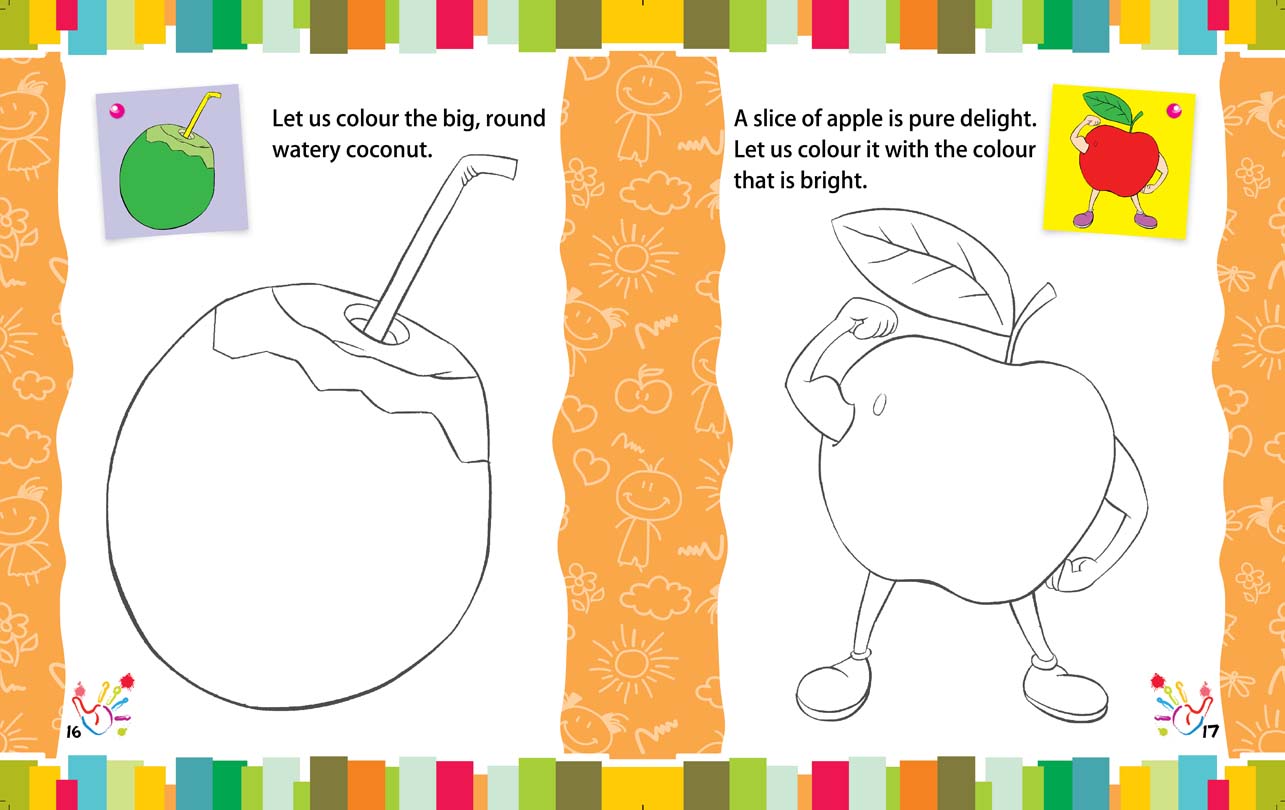 Let us colour the big, round
watery coconut.
16
A slice of apple is pure delight.
Let us colour it with the colour
that is bright.
17